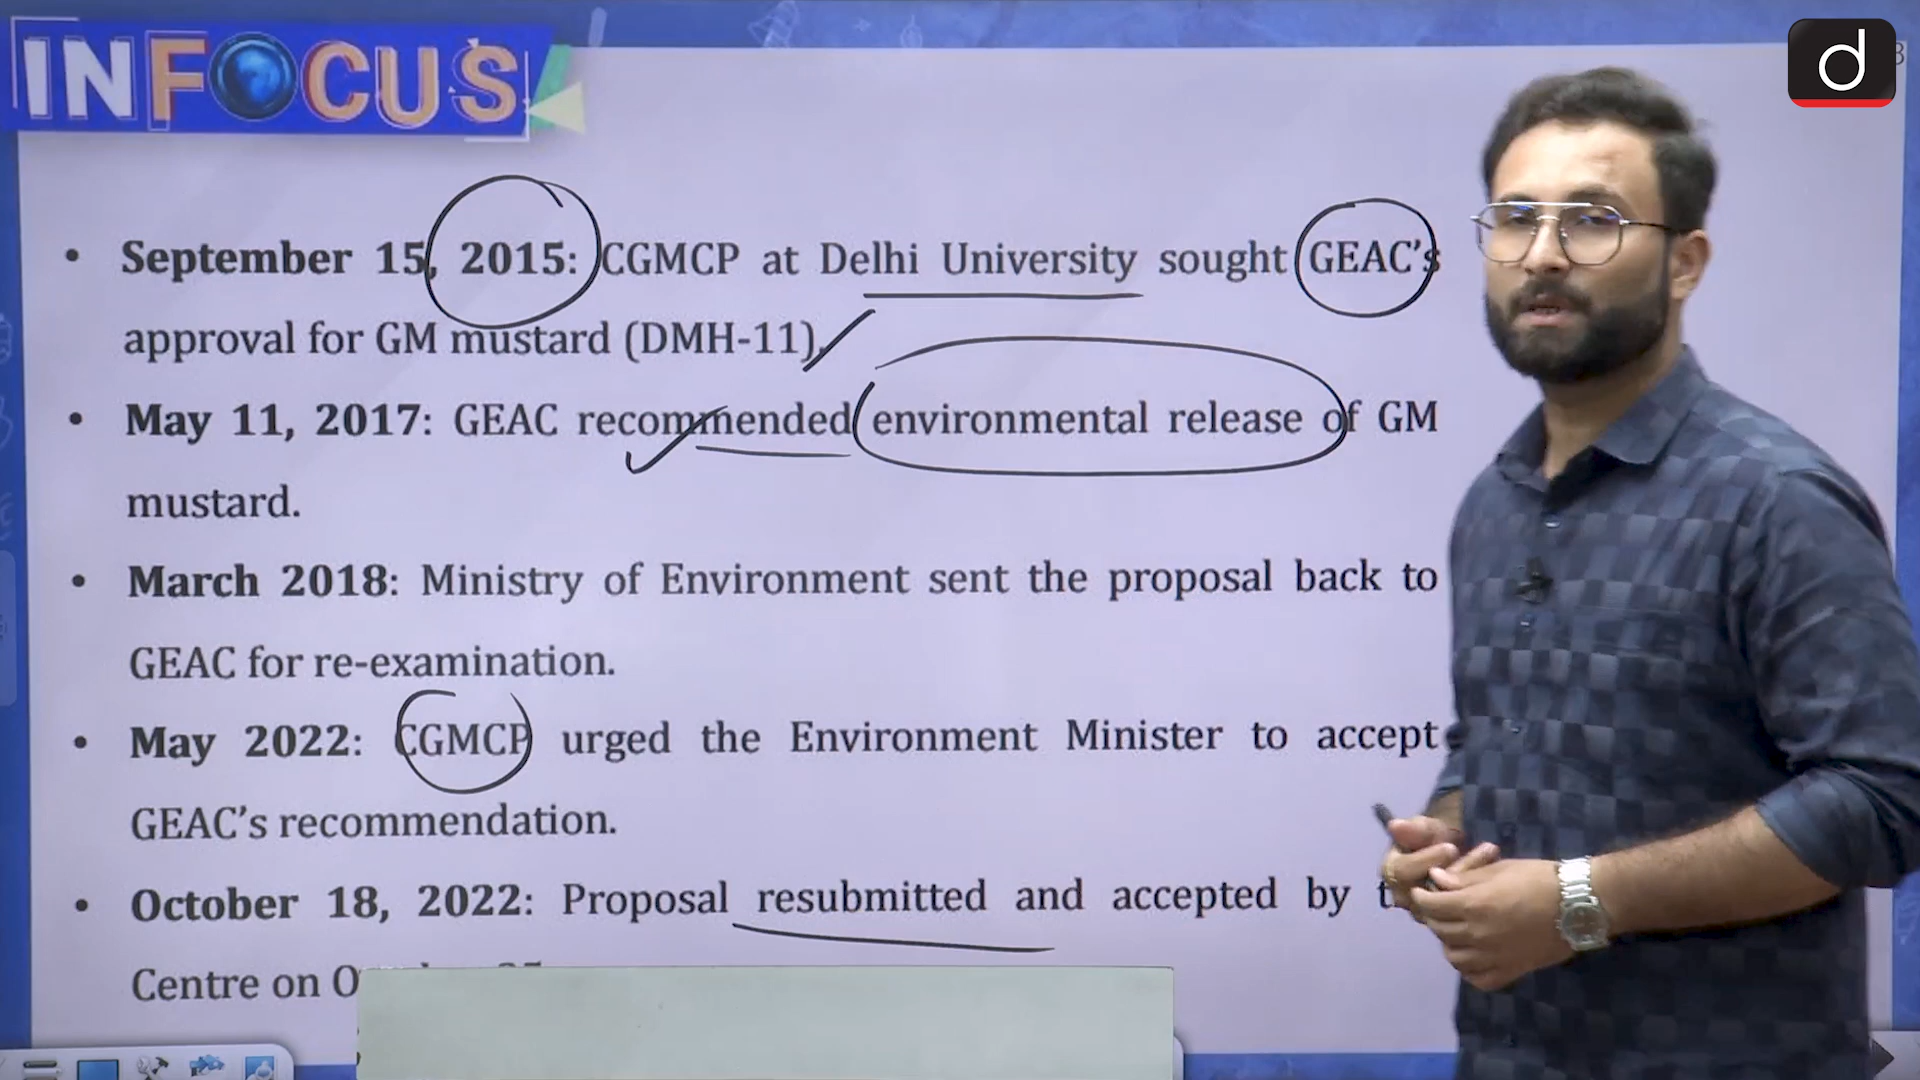 INFOCUS
d
September 15, 2015: CGMCP at Delhi University sought GEAC's
approval for GM mustard (DMH-11).
May 11, 2017: GEAC recommended environmental release of GM
mustard.
March 2018: Ministry of Environment sent the proposal back to
GEAC for re-examination.
May 2022: CGMCP urged the Environment Minister to accept
GEAC's recommendation.
October 18, 2022: Proposal resubmitted and accepted by
Centre on